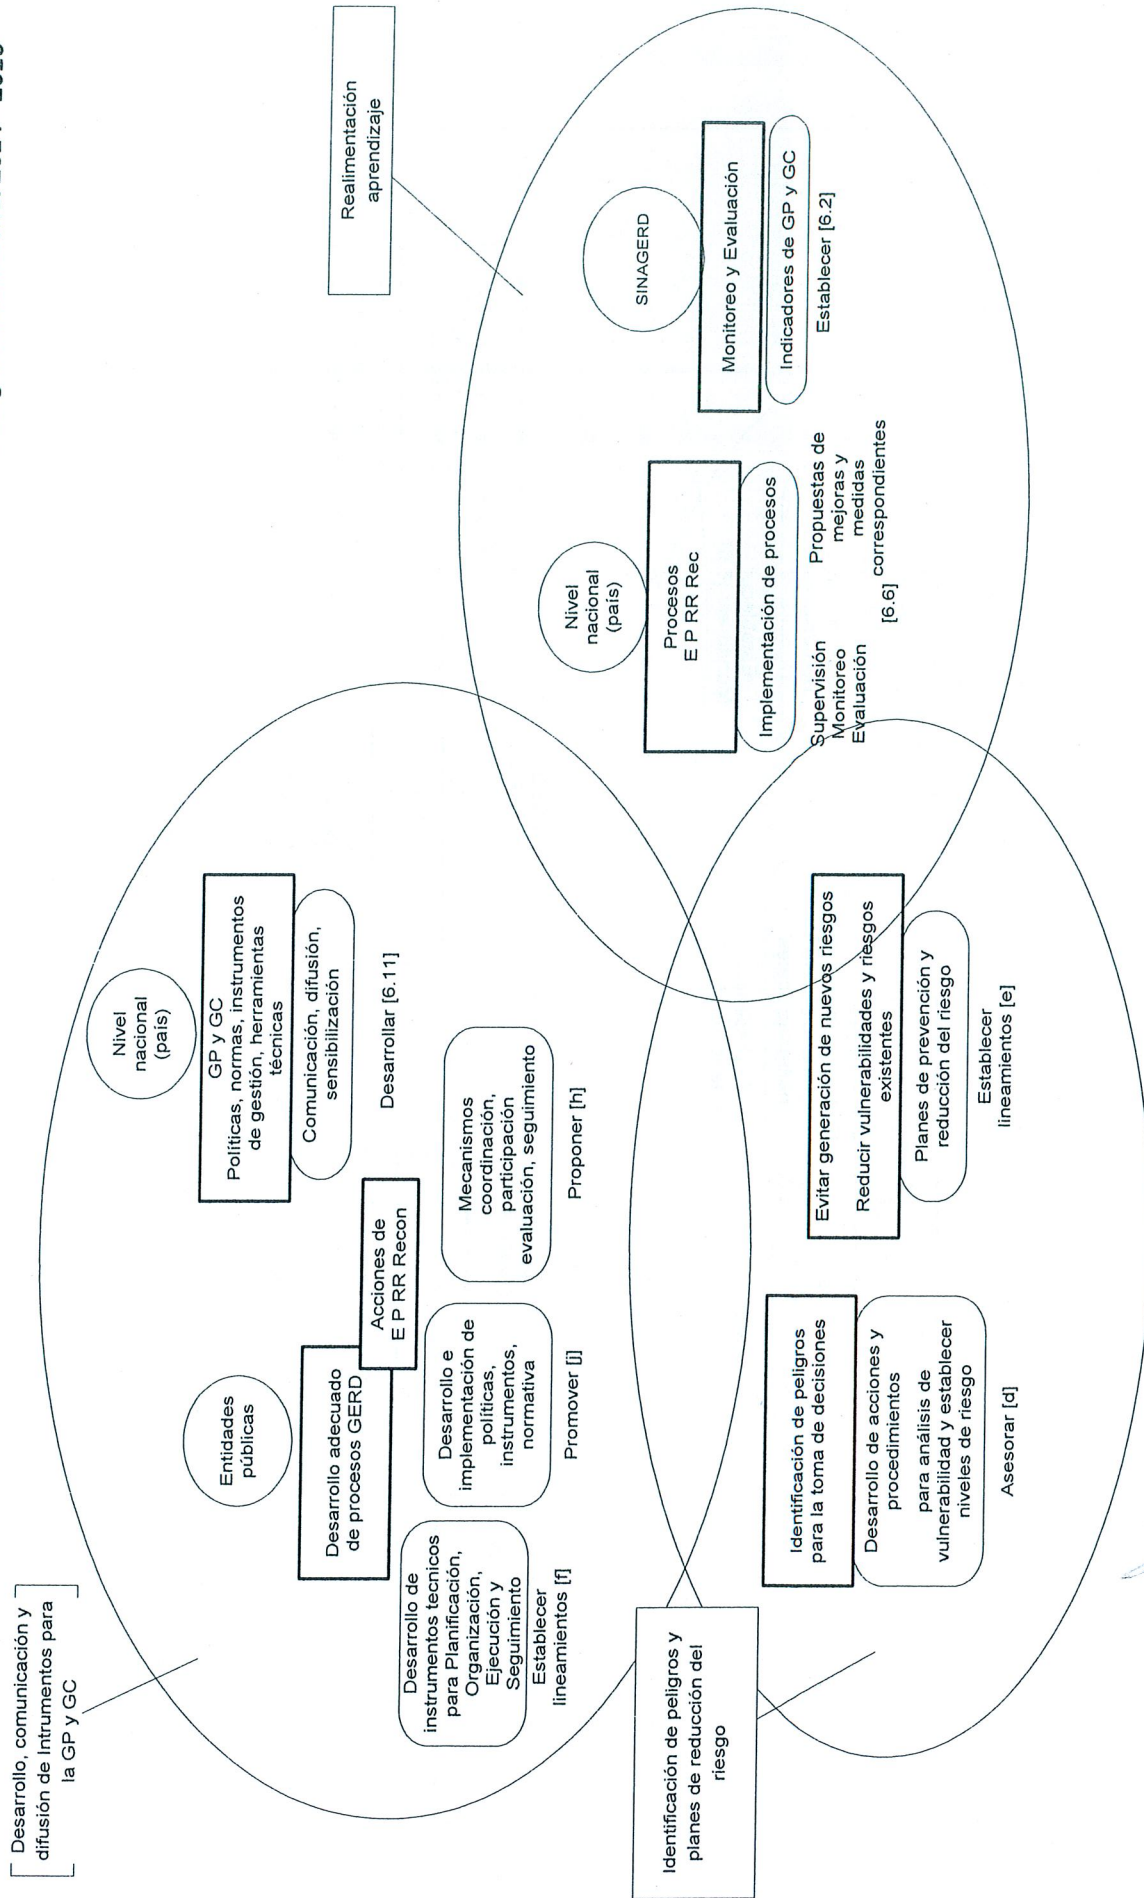 Desarrollo, comunicación y
difusión de Intrumentos para
la GP y GC
Nivel
nacional
(país)
GP y GC
Políticas, normas, instrumentos
de gestión, herramientas
técnicas
Comunicación, difusión,
sensibilización
Desarrollar [6.11]
Entidades
públicas
Desarrollo adecuado
de procesos GERD
Acciones de
E P RR Recon
Desarrollo de
instrumentos tecnicos
para Planificación,
Organización,
Ejecución y
Seguimiento
Establecer
lineamientos [f]
Desarrollo e
implementación de
políticas,
instrumentos,
normativa
Promover [j]
Mecanismos
coordinación,
participación
evaluación, seguimiento
Proponer [h]
Realimentación
aprendizaje
Nivel
nacional
(país)
Procesos
E P RR Rec
Implementación de procesos
Supervisión
Monitoreo
Evaluación
Propuestas de
mejoras y
medidas
correspondientes
[6.6]
SINAGERD
Monitoreo y Evaluación
Indicadores de GP y GC
Establecer [6.2]
Identificación de peligros y
planes de reducción del
riesgo
Identificación de peligros
para la toma de decisiones
Desarrollo de acciones y
procedimientos
para análisis de
vulnerabilidad y establecer
niveles de riesgo
Asesorar [d]
Evitar generación de nuevos riesgos
Reducir vulnerabilidades y riesgos
existentes
Planes de prevención y
reducción del riesgo
Establecer
lineamientos [e]